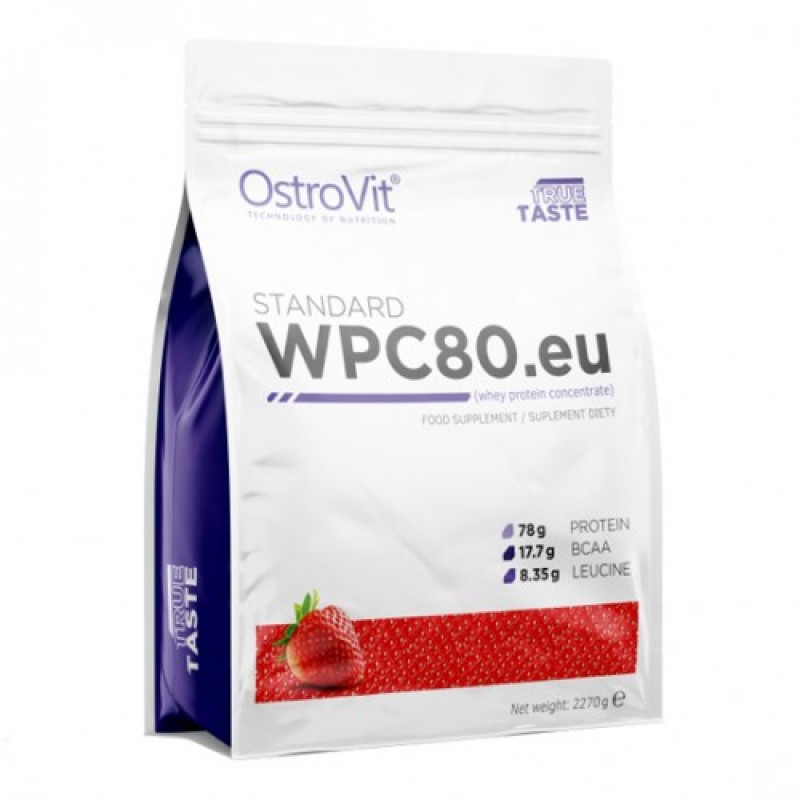 OstroVit®
TECHNOLOGY OF NUTRITION
TRUE
TASTE
STANDARD
WPC80.eu
(whey protein concentrate)
FOOD SUPPLEMENT / SUPLEMENT DIETY
78g PROTEIN
17.7g BCAA
8.35g LEUCINE
TRUE
TASTE
Net weight: 2270g ℮